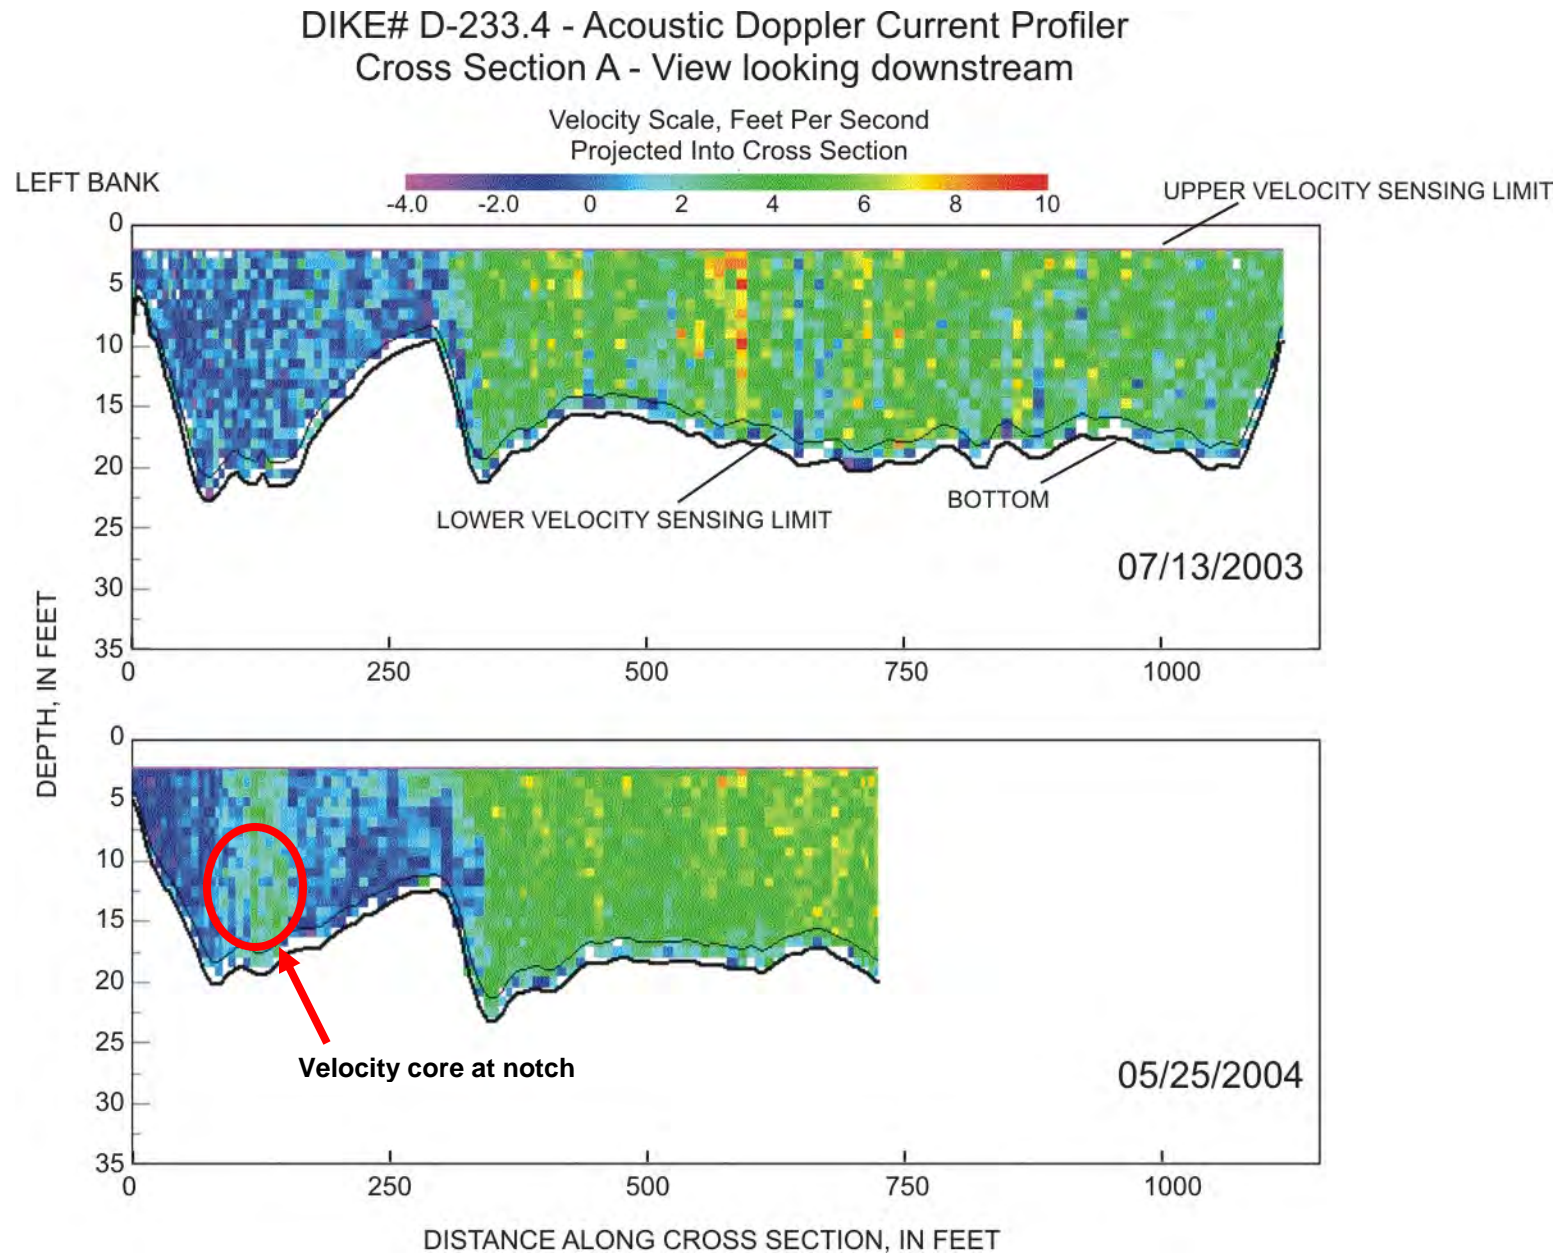 DIKE# D-233.4 - Acoustic Doppler Current Profiler
Cross Section A - View looking downstream
Velocity Scale, Feet Per Second
Projected Into Cross Section
LEFT BANK
-4.0 -2.0 0 2 4 6 8 10
UPPER VELOCITY SENSING LIMIT
0
5
10
15
20
25
30
35
LOWER VELOCITY SENSING LIMIT
BOTTOM
07/13/2003
0 250 500 750 1000
DEPTH, IN FEET
0
5
10
15
20
25
30
35
Velocity core at notch
05/25/2004
0 250 500 750 1000
DISTANCE ALONG CROSS SECTION, IN FEET